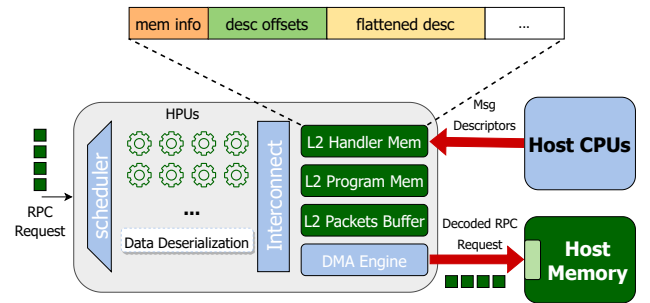 mem info desc offsets flattened desc ...
HPUs
Msg
Descriptors
scheduler
Interconnect
L2 Handler Mem
Host CPUs
L2 Program Mem
...
RPC
Request
Data Deserialization
L2 Packets Buffer
DMA Engine
Decoded RPC
Request
Host
Memory